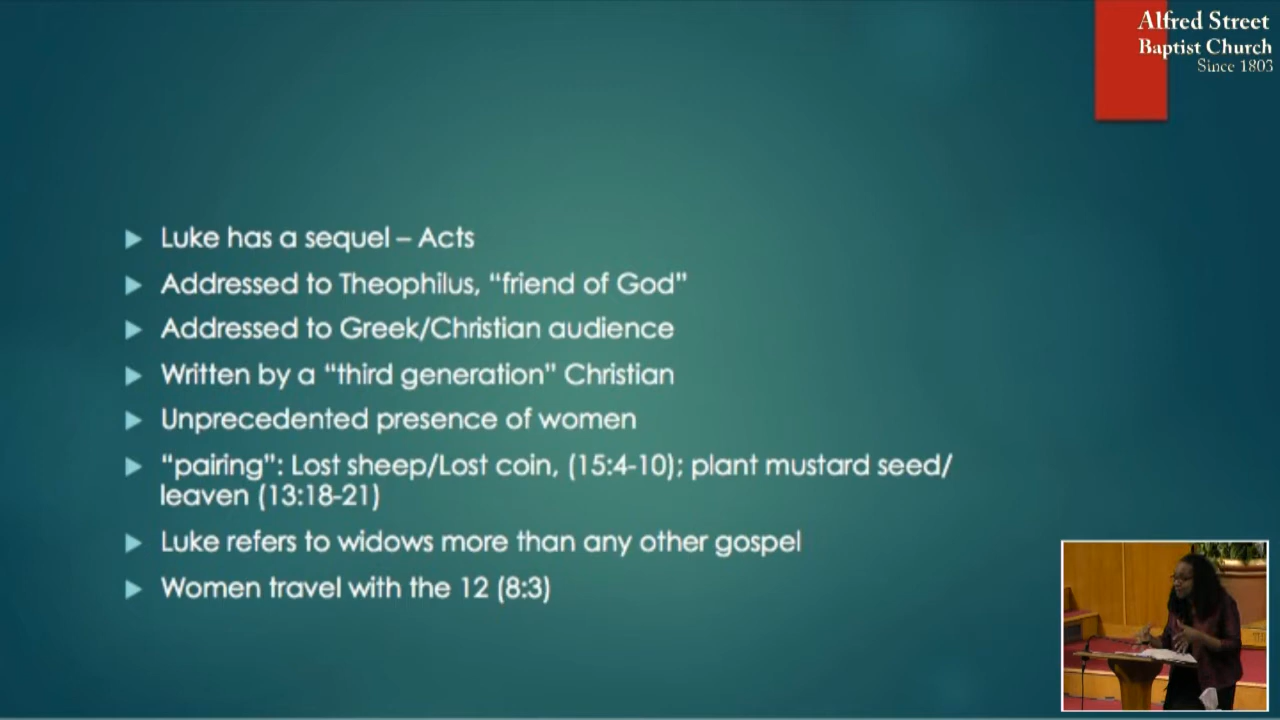 Alfred Street
Baptist Church
Since 1803
Luke has a sequel – Acts
Addressed to Theophilus, “friend of God”
Addressed to Greek/Christian audience
Written by a “third generation” Christian
Unprecedented presence of women
“pairing”: Lost sheep/Lost coin, (15:4-10); plant mustard seed/
leaven (13:18-21)
Luke refers to widows more than any other gospel
Women travel with the 12 (8:3)